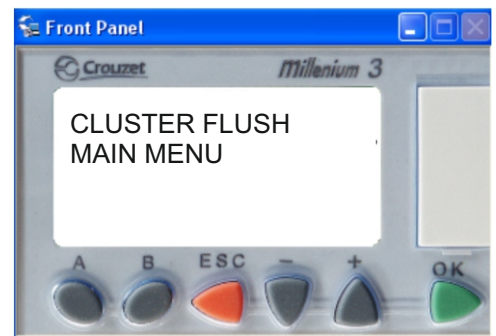 Front Panel
Crouzet
Millenium 3
CLUSTER FLUSH
MAIN MENU
A B ESC - + OK